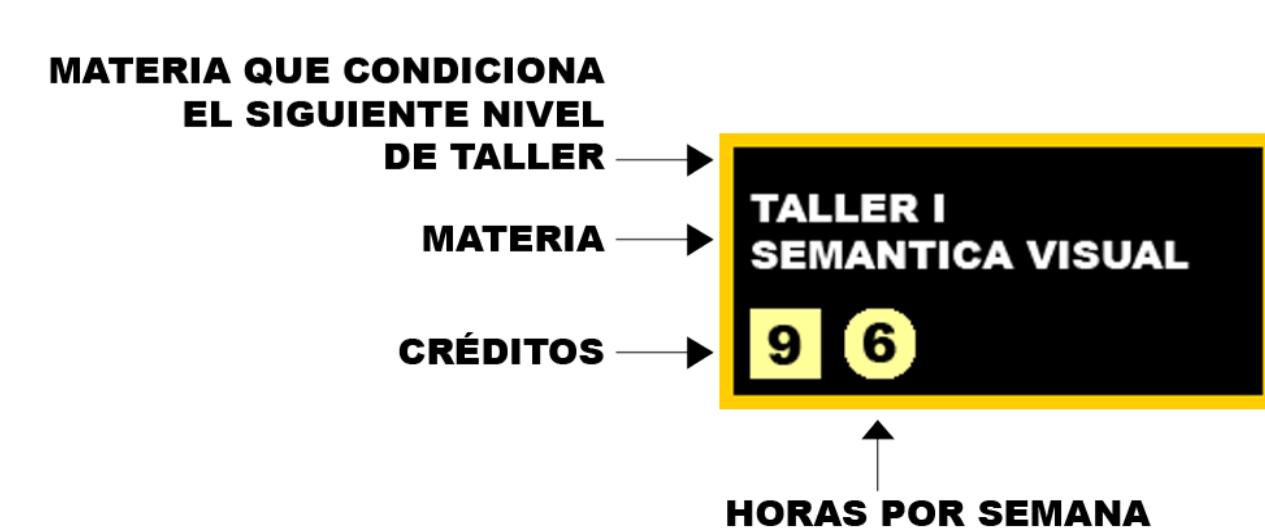 MATERIA QUE CONDICIONA
EL SIGUIENTE NIVEL
DE TALLER
MATERIA
CRÉDITOS
TALLER I
SEMANTICA VISUAL
9 6
HORAS POR SEMANA